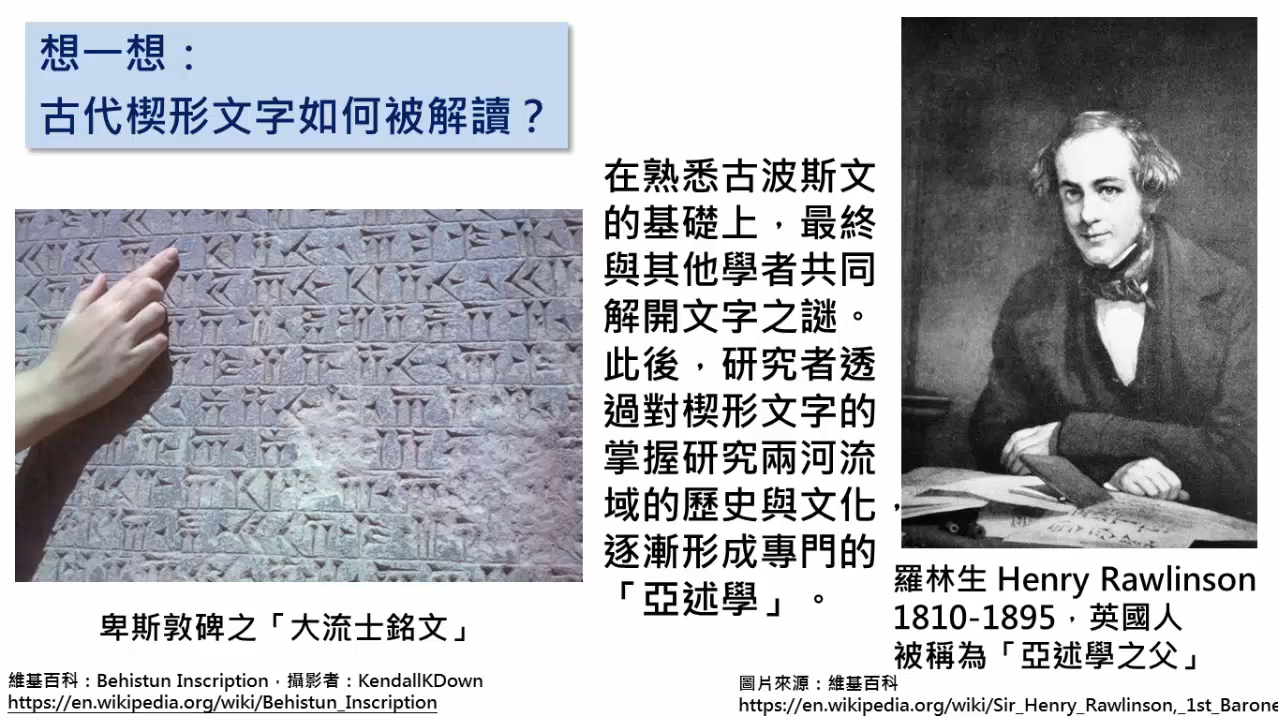 想一想：
古代楔形文字如何被解讀？
在熟悉古波斯文
的基礎上，最終
與其他學者共同
解開文字之謎。
此後，研究者透
過對楔形文字的
掌握研究兩河流
域的歷史與文化，
逐漸形成專門的
「亞述學」。
卑斯敦碑之「大流士銘文」
維基百科：Behistun Inscription，攝影者：KendallKDown
https://en.wikipedia.org/wiki/Behistun_Inscription
羅林生 Henry Rawlinson
1810-1895，英國人
被稱為「亞述學之父」
圖片來源：維基百科
https://en.wikipedia.org/wiki/Sir_Henry_Rawlinson,_1st_Barone